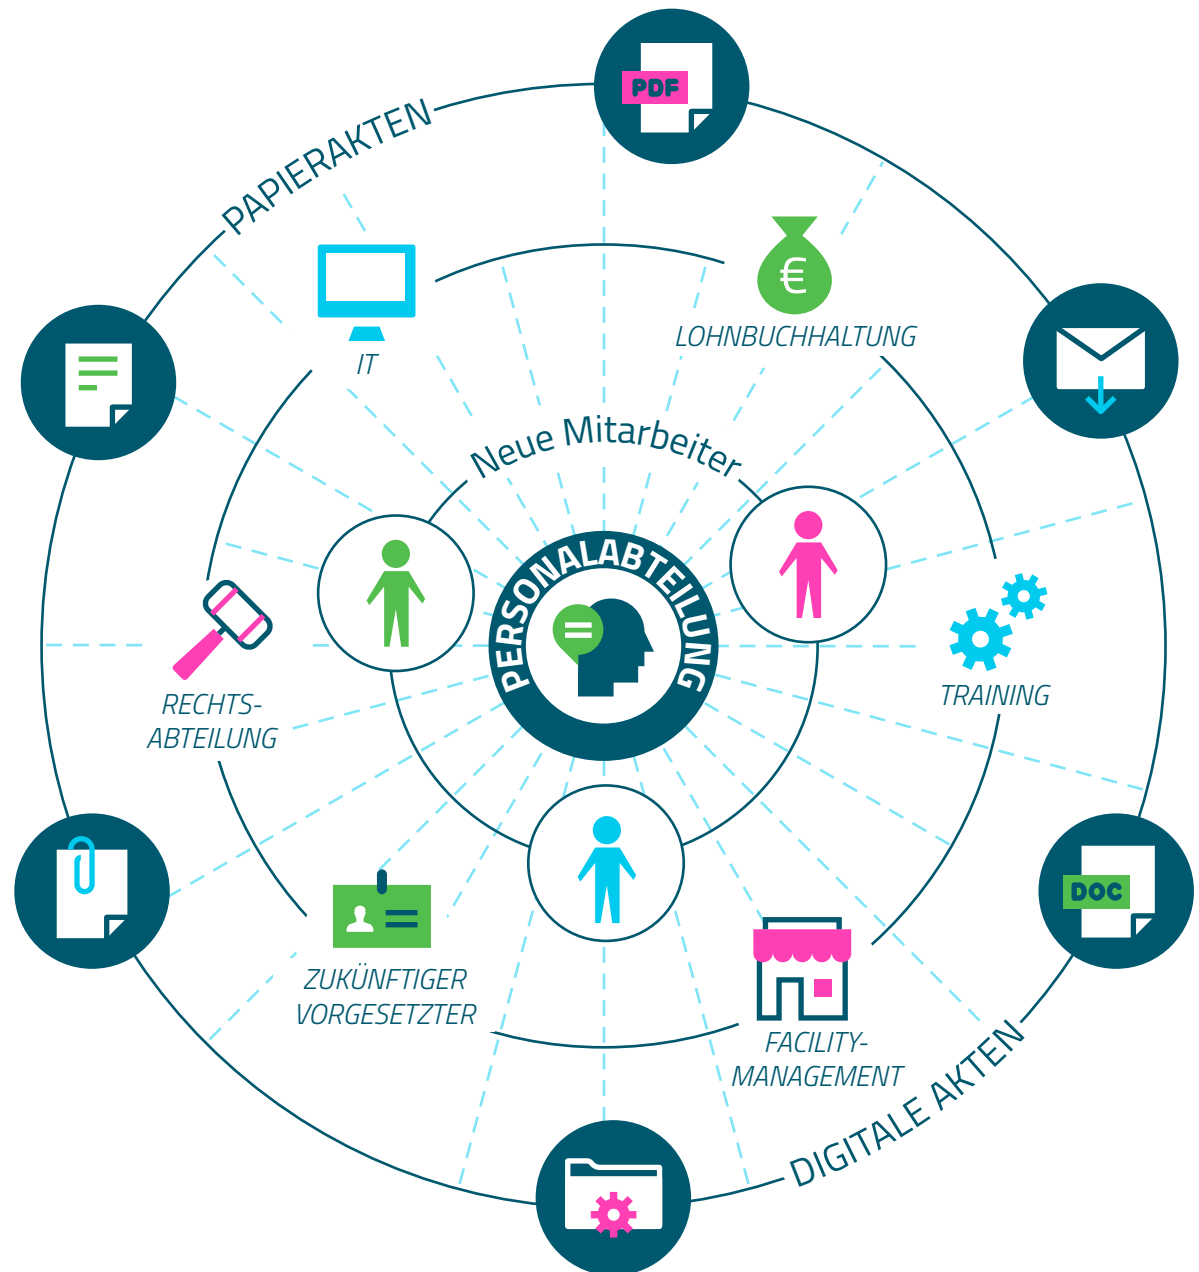 PDF
PAPIERAKTEN
€
LOHNBUCHHALTUNG
IT
Neue Mitarbeiter
PERSONALABTEILUNG
RECHTS-
ABTEILUNG
TRAINING
DOC
ZUKÜNFTIGER
VORGESETZTER
FACILITY-
MANAGEMENT
DIGITALE AKTEN